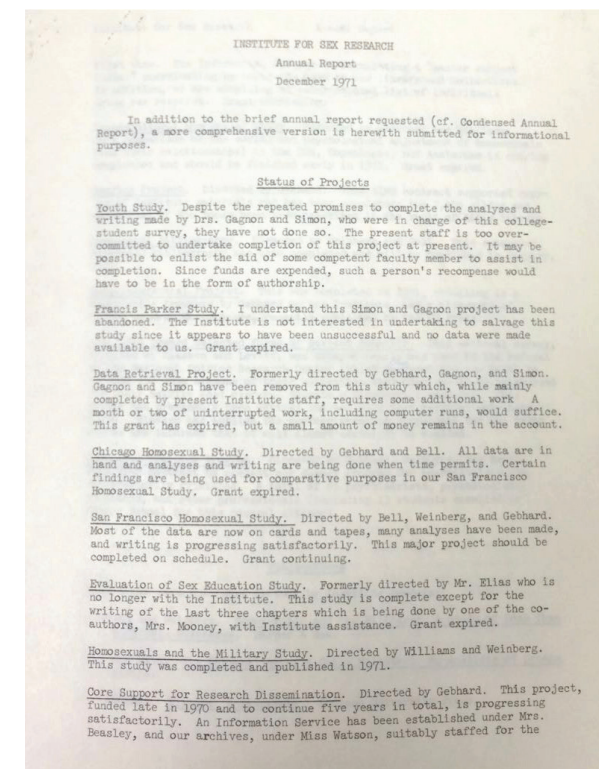 INSTITUTE FOR SEX RESEARCH
Annual Report
December 1971
In addition to the brief annual report requested (cf. Condensed Annual
Report), a more comprehensive version is herewith submitted for informational
purposes.
Status of Projects
Youth Study. Despite the repeated promises to complete the analyses and
writing made by Drs. Gagnon and Simon, who were in charge of this college-
student survey, they have not done so. The present staff is too over-
committed to undertake completion of this project at present. It may be
possible to enlist the aid of some competent faculty member to assist in
completion. Since funds are expended, such a person's recompense would
have to be in the form of authorship.
Francis Parker Study. I understand this Simon and Gagnon project has been
abandoned. The Institute is not interested in undertaking to salvage this
study since it appears to have been unsuccessful and no data were made
available to us. Grant expired.
Data Retrieval Project. Formerly directed by Gebhard, Gagnon, and Simon.
Gagnon and Simon have been removed from this study which, while mainly
completed by present Institute staff, requires some additional work A
month or two of uninterrupted work, including computer runs, would suffice.
This grant has expired, but a small amount of money remains in the account.
Chicago Homosexual Study. Directed by Gebhard and Bell. All data are in
hand and analyses and writing are being done when time permits. Certain
findings are being used for comparative purposes in our San Francisco
Homosexual Study. Grant expired.
San Francisco Homosexual Study. Directed by Bell, Weinberg, and Gebhard.
Most of the data are now on cards and tapes, many analyses have been made,
and writing is progressing satisfactorily. This major project should be
completed on schedule. Grant continuing.
Evaluation of Sex Education Study. Formerly directed by Mr. Elias who is
no longer with the Institute. This study is complete except for the
writing of the last three chapters which is being done by one of the co-
authors, Mrs. Mooney, with Institute assistance. Grant expired.
Homosexuals and the Military Study. Directed by Williams and Weinberg.
This study was completed and published in 1971.
Core Support for Research Dissemination. Directed by Gebhard. This project,
funded late in 1970 and to continue five years in total, is progressing
satisfactorily. An Information Service has been established under Mrs.
Beasley, and our archives, under Miss Watson, suitably staffed for the